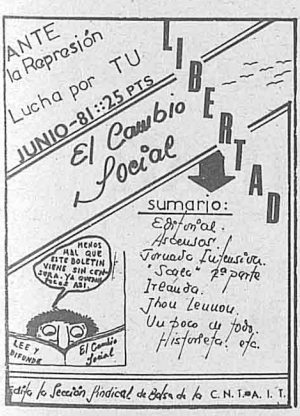 ANTE
la Represión
Lucha por TU
LIBERTAD
JUNIO-81::25 PTS
El Cambio
Social
sumario:
Editorial.
Ascensos.
Jornada Intensiva.
"Scala" 2ª parte
Irlanda.
Jhon Lennon.
Un poco de todo.
Historieta. etc.
MENOS
MAL QUE
ESTE BOLETIN
VIENE SIN CEN-
SURA. YA QUEDAN
POCOS ASI.
LEE Y
DIFUNDE
El Cambio
Social
Edita la Sección Sindical de Bolsa de la C.N.T.-A.I.T.